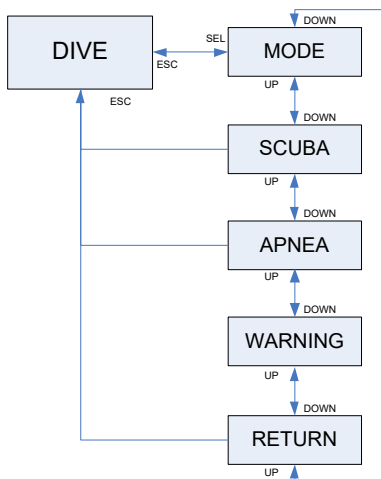 DOWN
SEL
DIVE
MODE
ESC
UP
ESC
DOWN
SCUBA
UP
DOWN
APNEA
UP
DOWN
WARNING
UP
DOWN
RETURN
UP